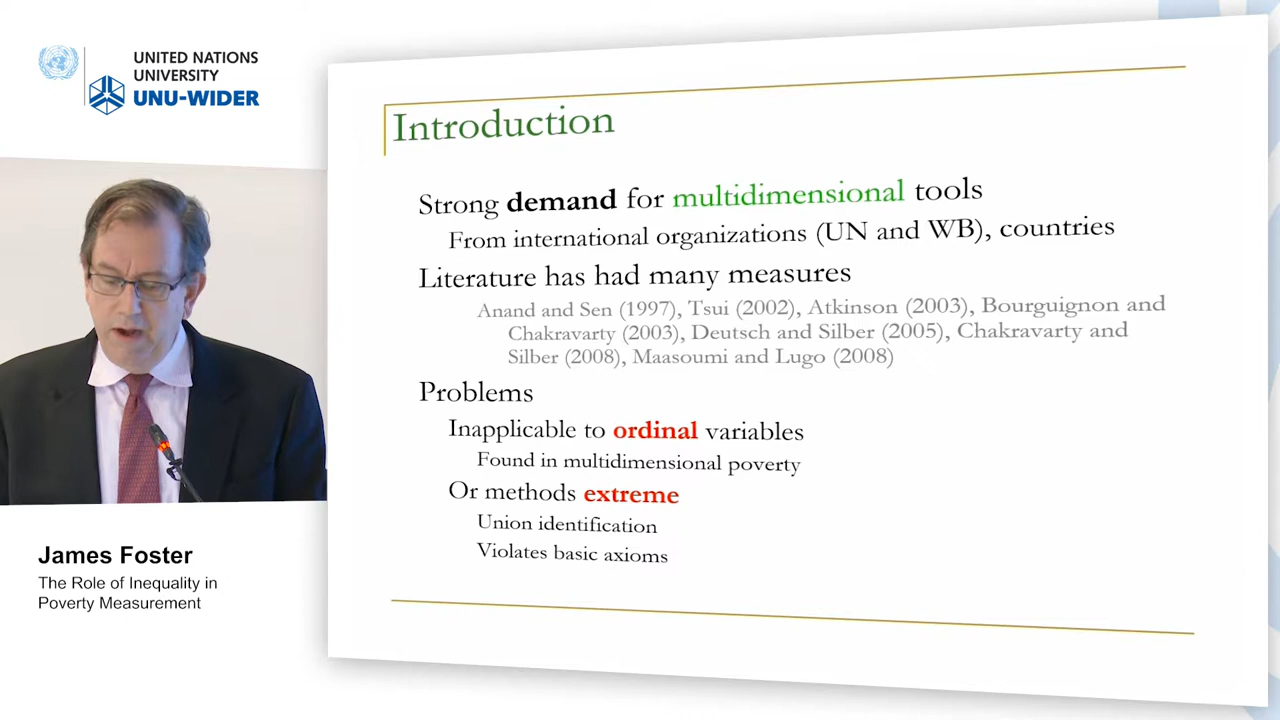 UNITED NATIONS
UNIVERSITY
UNU-WIDER
Introduction
Strong demand for multidimensional tools
From international organizations (UN and WB), countries
Literature has had many measures
Anand and Sen (1997), Tsui (2002), Atkinson (2003), Bourguignon and
Chakravarty (2003), Deutsch and Silber (2005), Chakravarty and
Silber (2008), Maasoumi and Lugo (2008)
Problems
Inapplicable to ordinal variables
Found in multidimensional poverty
Or methods extreme
Union identification
Violates basic axioms
James Foster
The Role of Inequality in
Poverty Measurement